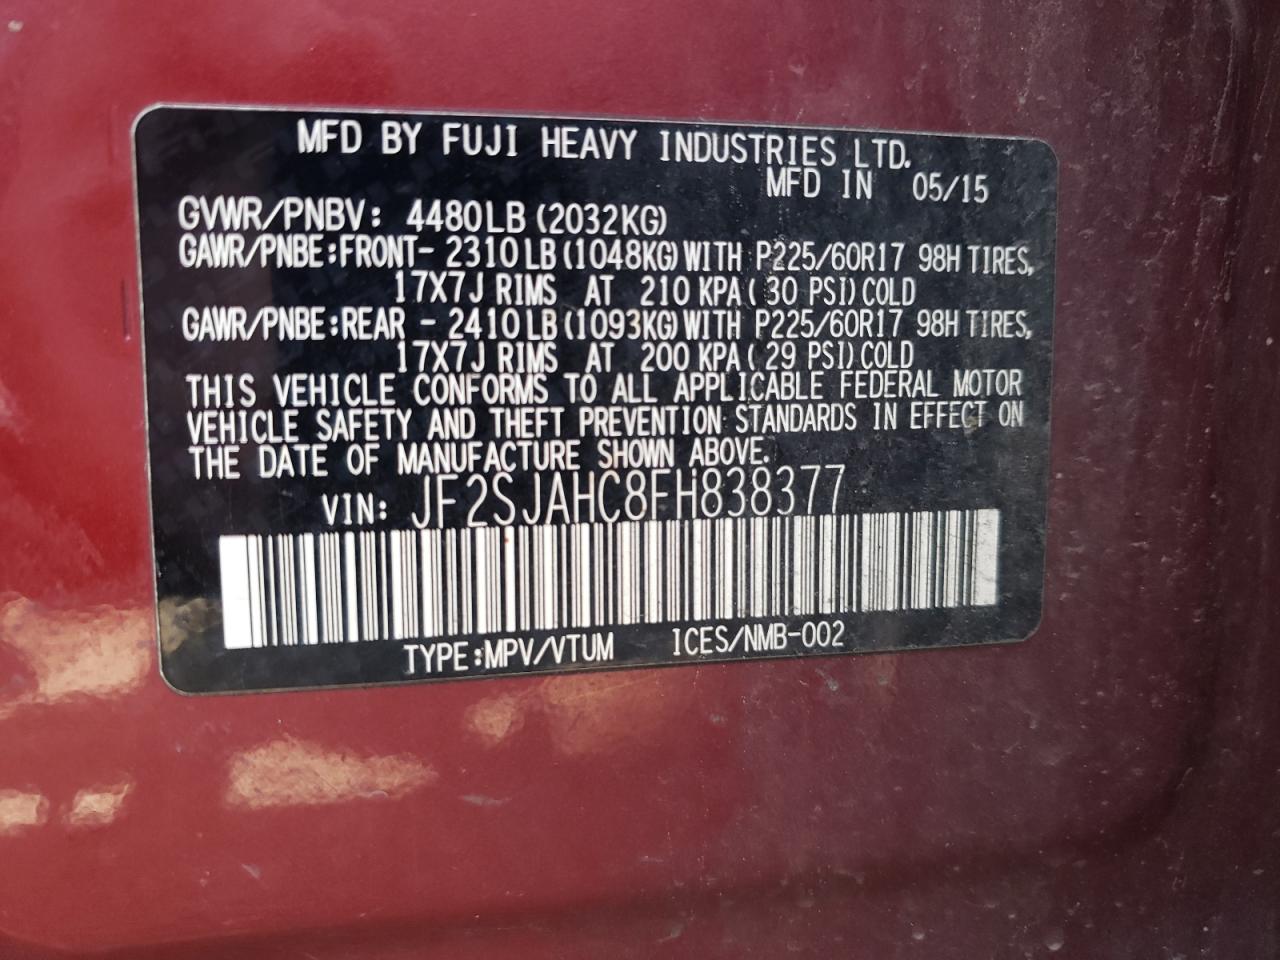 MFD BY FUJI HEAVY INDUSTRIES LTD.
MFD IN 05/15
GVWR/PNBV: 4480LB (2032KG)
GAWR/PNBE:FRONT- 2310LB (1048KG) WITH P225/60R17 98H TIRES,
17X7J RIMS AT 210 KPA( 30 PSI) COLD
GAWR/PNBE:REAR - 2410LB (1093KG) WITH P225/60R17 98H TIRES,
17X7J RIMS AT 200 KPA( 29 PSI) COLD
THIS VEHICLE CONFORMS TO ALL APPLICABLE FEDERAL MOTOR
VEHICLE SAFETY AND THEFT PREVENTION STANDARDS IN EFFECT ON
THE DATE OF MANUFACTURE SHOWN ABOVE.
VIN: JF2SJAHC8FH838377
TYPE:MPV/VTUM ICES/NMB-002